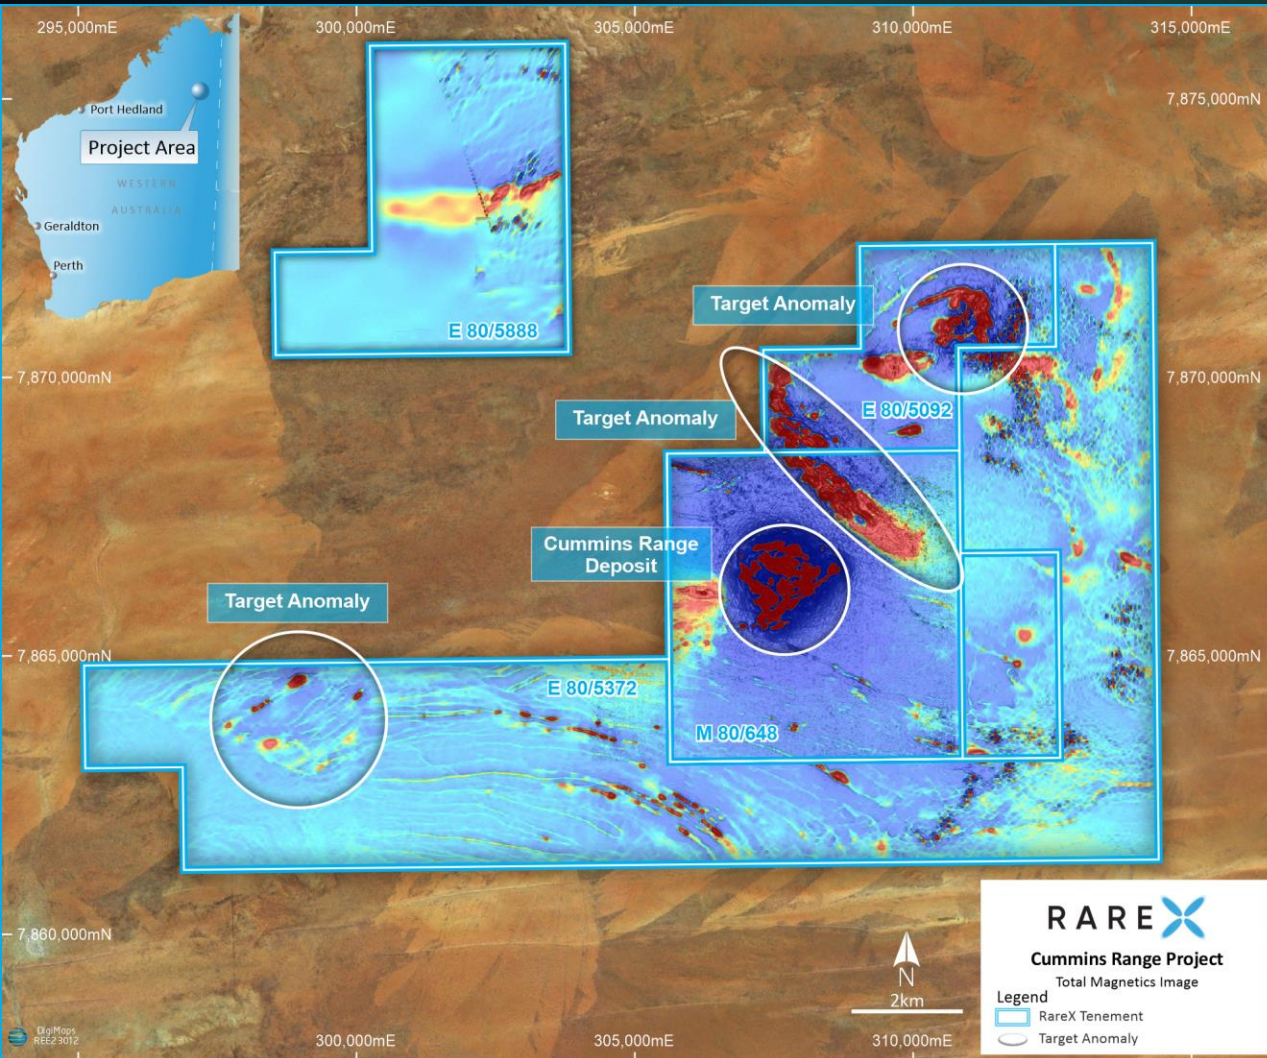 295,000mE
300,000mE
305,000mE
310,000mE
315,000mE
7,875,000mN
Port Hedland
Project Area
WESTERN
AUSTRALIA
Geraldton
Perth
E 80/5888
Target Anomaly
7,870,000mN
7,870,000mN
Target Anomaly
E 80/5092
Cummins Range
Deposit
Target Anomaly
7,865,000mN
7,865,000mN
E 80/5372
M 80/648
7,860,000mN
N
2km
RAREX
Cummins Range Project
Total Magnetics Image
Legend
RareX Tenement
Target Anomaly
DigiMaps
REE23012
300,000mE
305,000mE
310,000mE